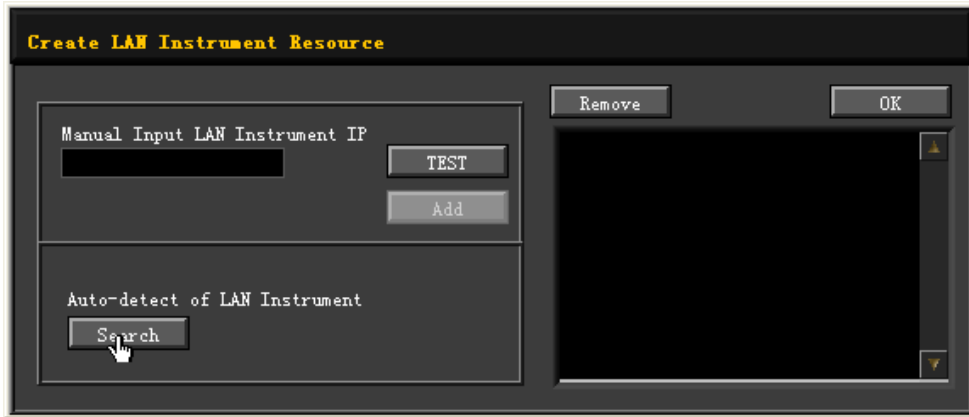 Create LAN Instrument Resource
Manual Input LAN Instrument IP
TEST
Add
Auto-detect of LAN Instrument
Search
Remove
OK